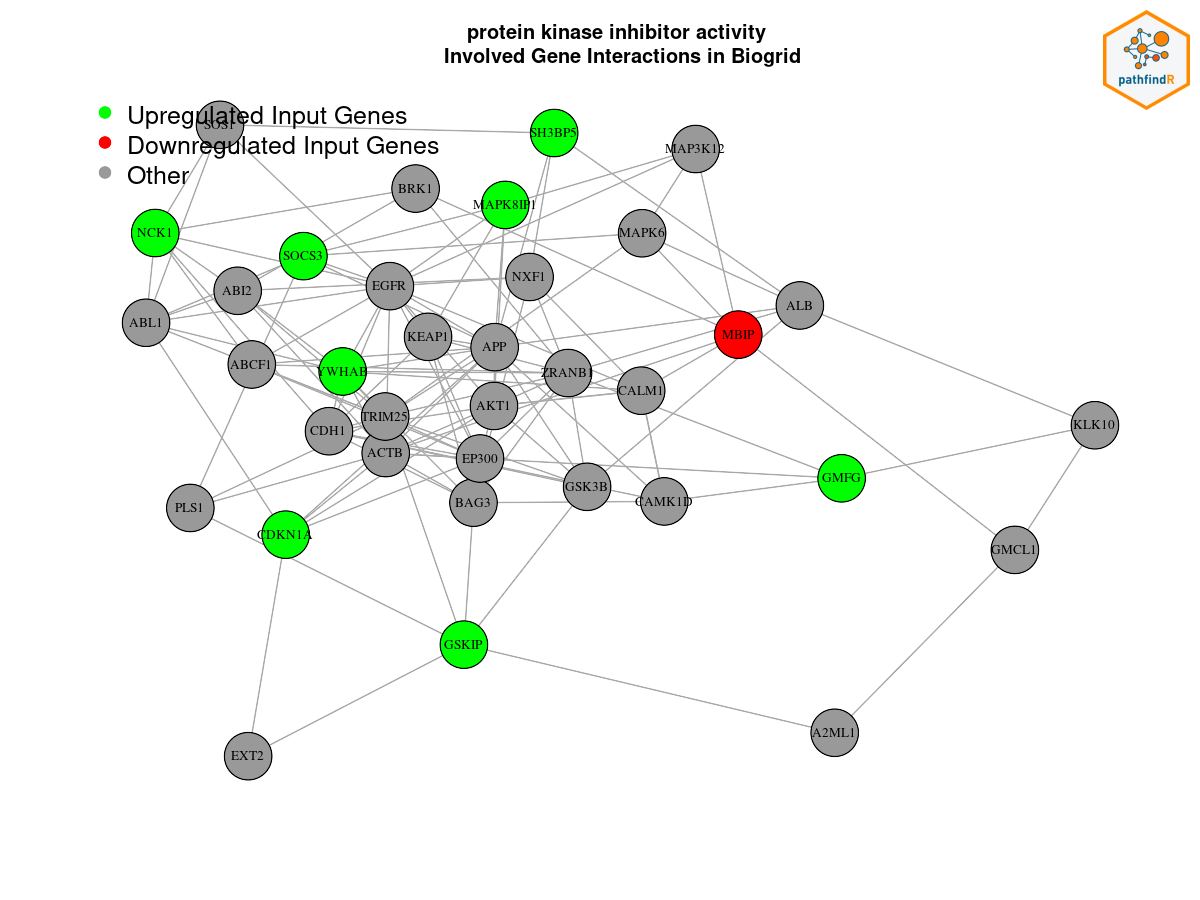 protein kinase inhibitor activity
Involved Gene Interactions in Biogrid
pathfindR
Upregulated Input Genes
Downregulated Input Genes
Other
SOS1
SH3BP5
MAP3K12
BRK1
MAPK8IP1
NCK1
MAPK6
SOCS3
NXF1
EGFR
ABI2
ALB
ABL1
MBIP
KEAP1
APP
ABCF1
YWHAB
ZRANB1
CALM1
AKT1
TRIM25
KLK10
CDH1
ACTB
EP300
GMFG
GSK3B
BAG3
CAMK1D
PLS1
CDKN1A
GMCL1
GSKIP
A2ML1
EXT2